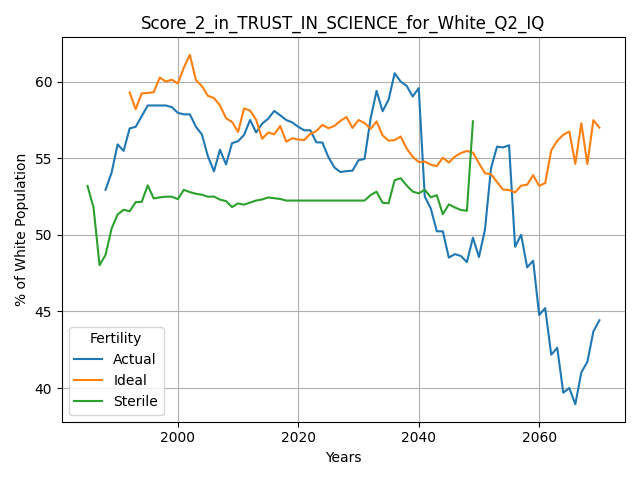 Score_2_in_TRUST_IN_SCIENCE_for_White_Q2_IQ
% of White Population
60
55
50
45
40
Fertility
Actual
Ideal
Sterile
2000
2020
2040
2060
Years